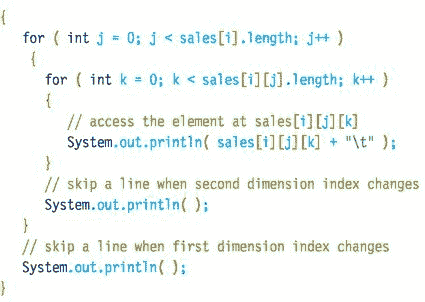 {
for ( int j = 0; j < sales[i].length; j++ )
{
for ( int k = 0; k < sales[i][j].length; k++ )
{
// access the element at sales[i][j][k]
System.out.println( sales[i][j][k] + "\t" );
}
// skip a line when second dimension index changes
System.out.println( );
}
// skip a line when first dimension index changes
System.out.println( );
}